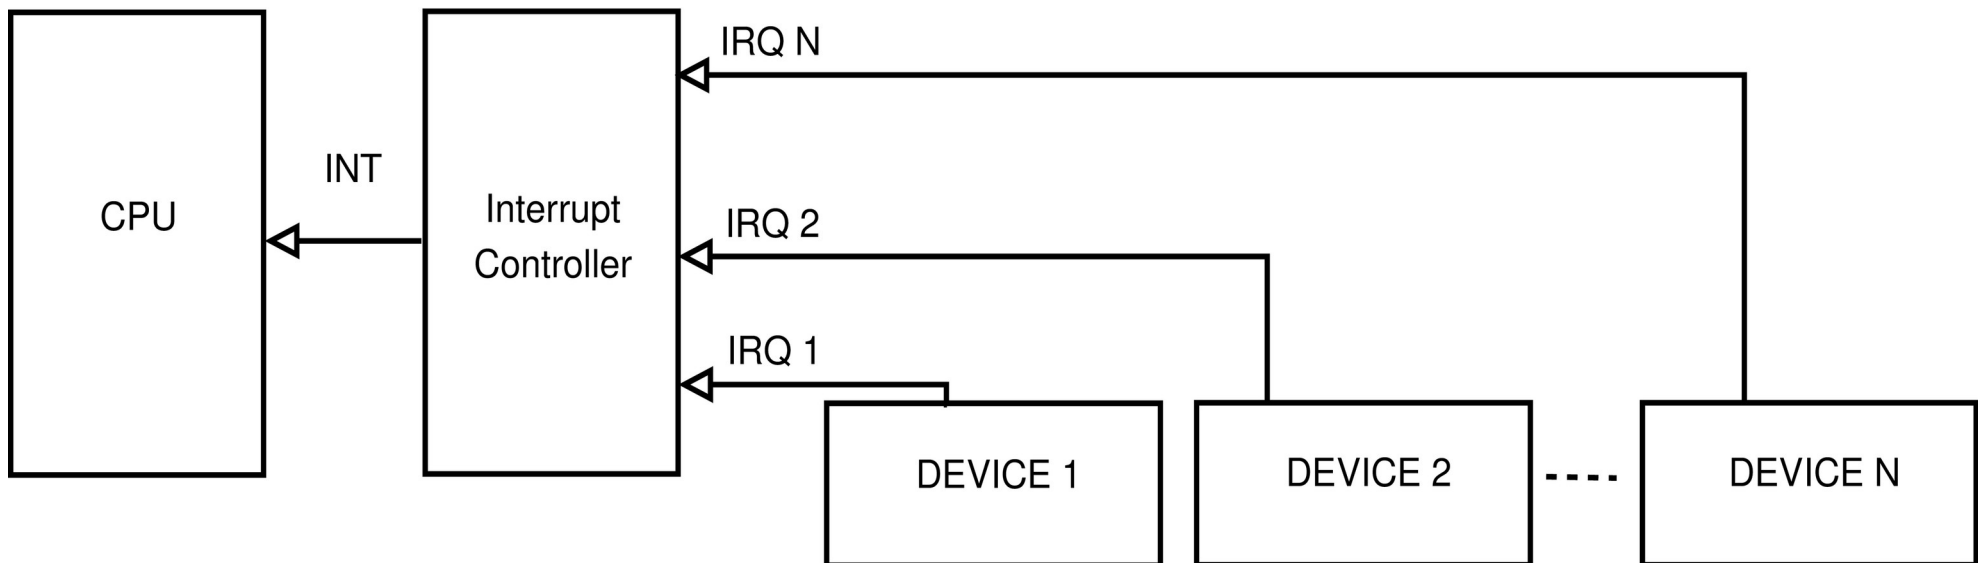 IRQ N
INT
CPU
Interrupt
Controller
IRQ 2
IRQ 1
DEVICE 1
DEVICE 2
DEVICE N